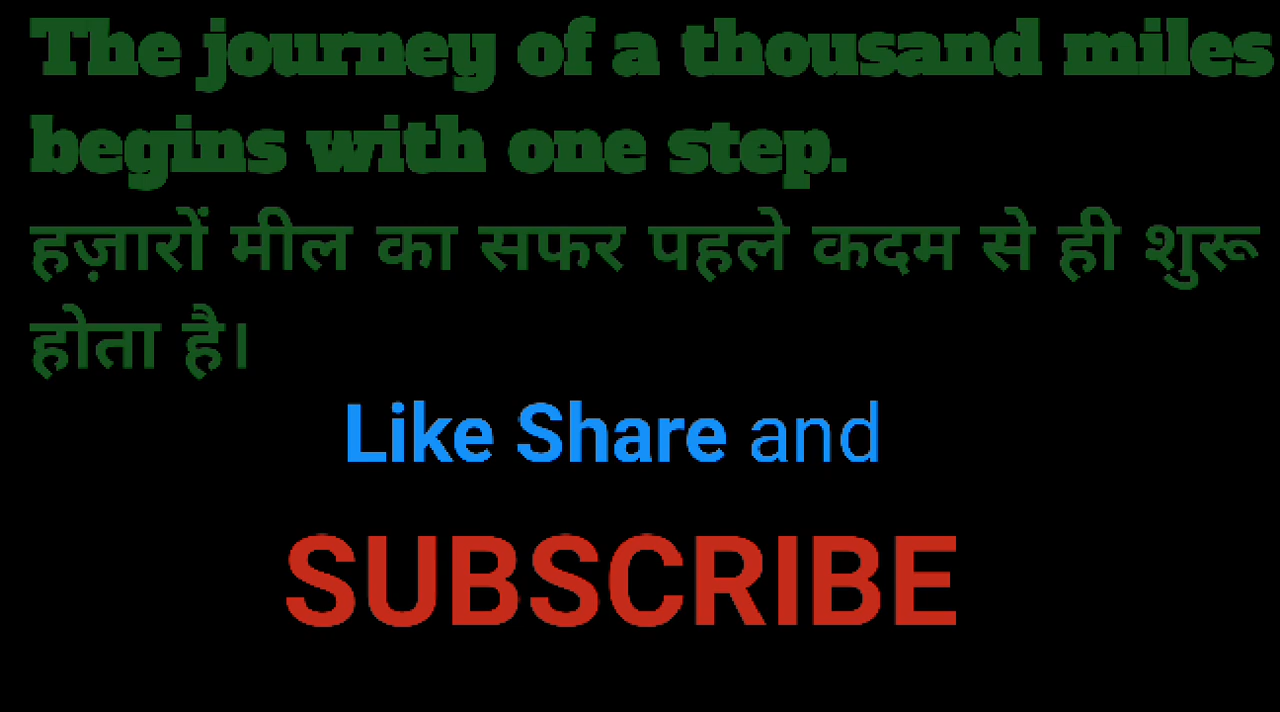 The journey of a thousand miles
begins with one step.
हज़ारों मील का सफर पहले कदम से ही शुरू
होता है।
Like Share and
SUBSCRIBE